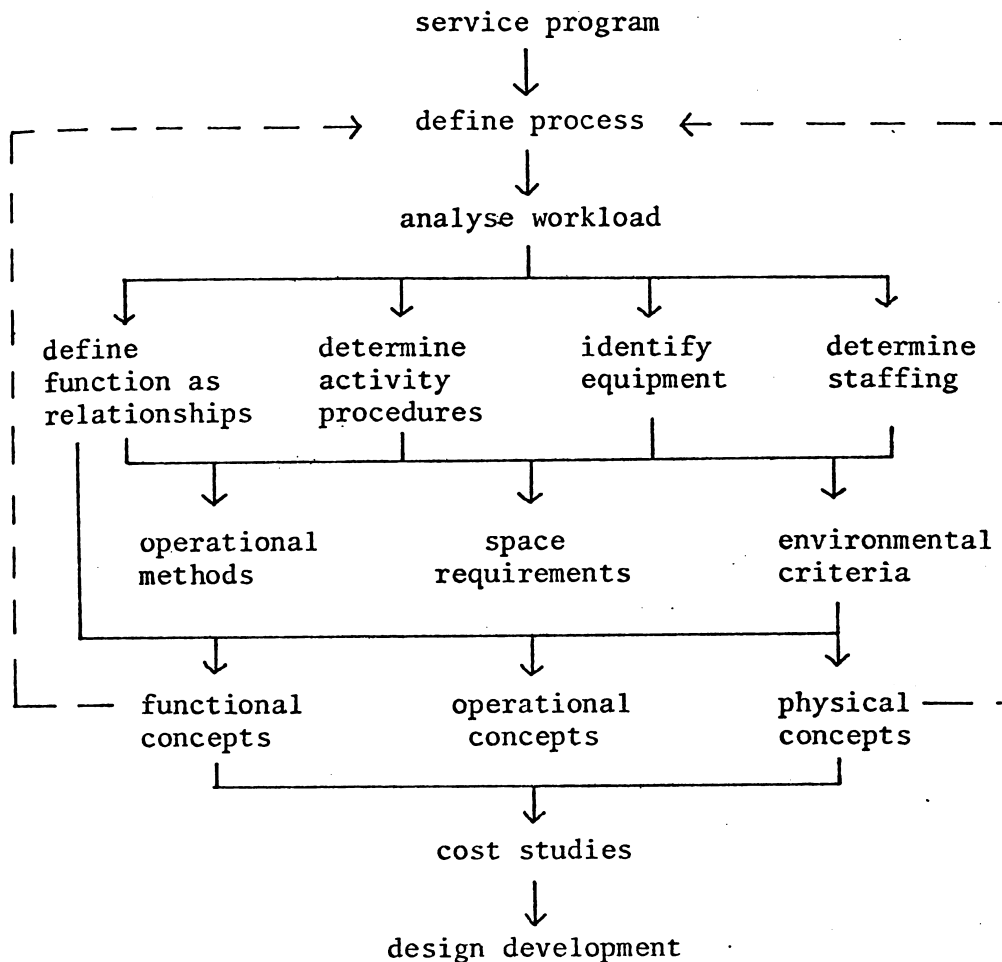 service program
define process
analyse workload
define
function as
relationships
determine
activity
procedures
identify
equipment
determine
staffing
operational
methods
space
requirements
environmental
criteria
functional
concepts
operational
concepts
physical
concepts
cost studies
design development